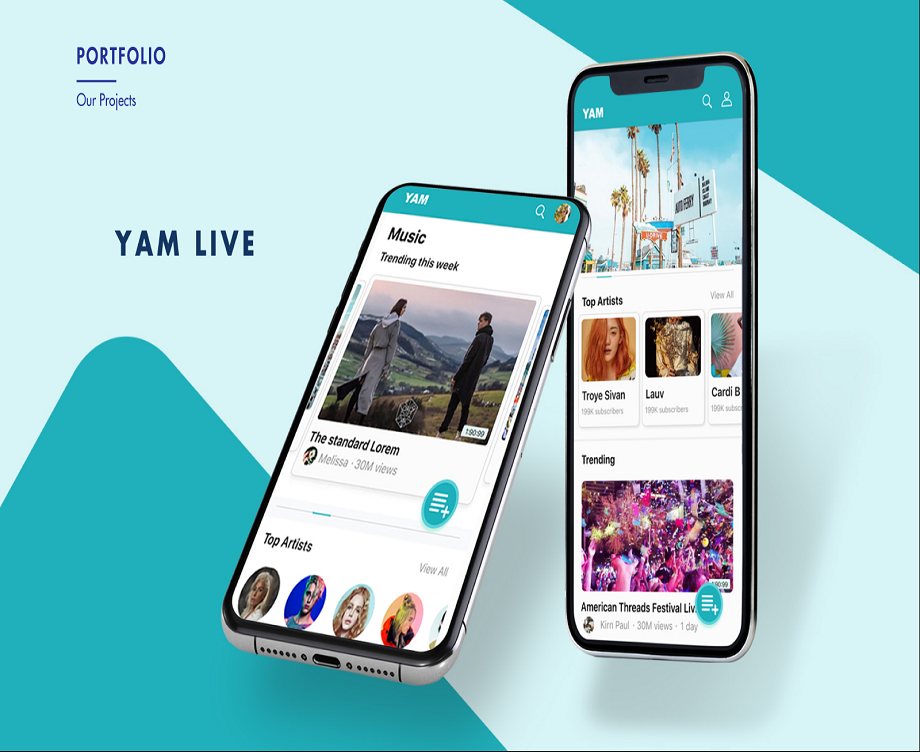 PORTFOLIO
Our Projects
YAM LIVE
YAM
Music
Trending this week
1:90:99
The standard Lorem
Melissa · 30M views
Top Artists
View All
YAM
Top Artists
View All
Troye Sivan
199K subscribers
Lauv
199K subscribers
Cardi B
199K subsc
Trending
1:90:99
American Threads Festival Liv
Kirn Paul · 30M views · 1 day